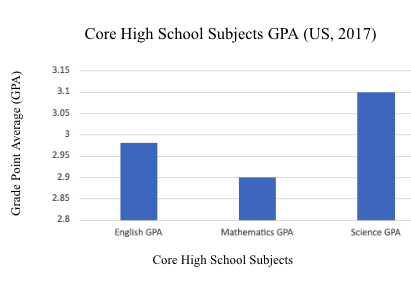 Core High School Subjects GPA (US, 2017)
Grade Point Average (GPA)
3.15
3.1
3.05
3
2.95
2.9
2.85
2.8
English GPA
Mathematics GPA
Science GPA
Core High School Subjects